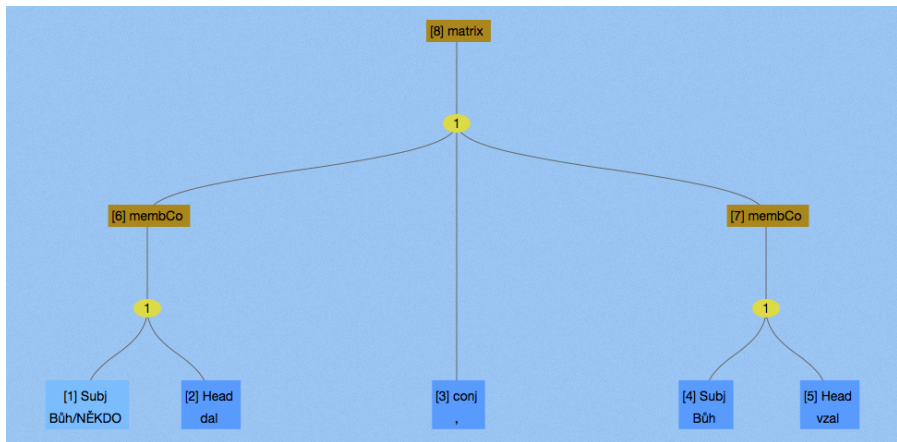 [8] matrix
1
[6] membCo
[7] membCo
1
1
[1] Subj
Bůh/NĚKDO
[2] Head
dal
[3] conj
,
[4] Subj
Bůh
[5] Head
vzal